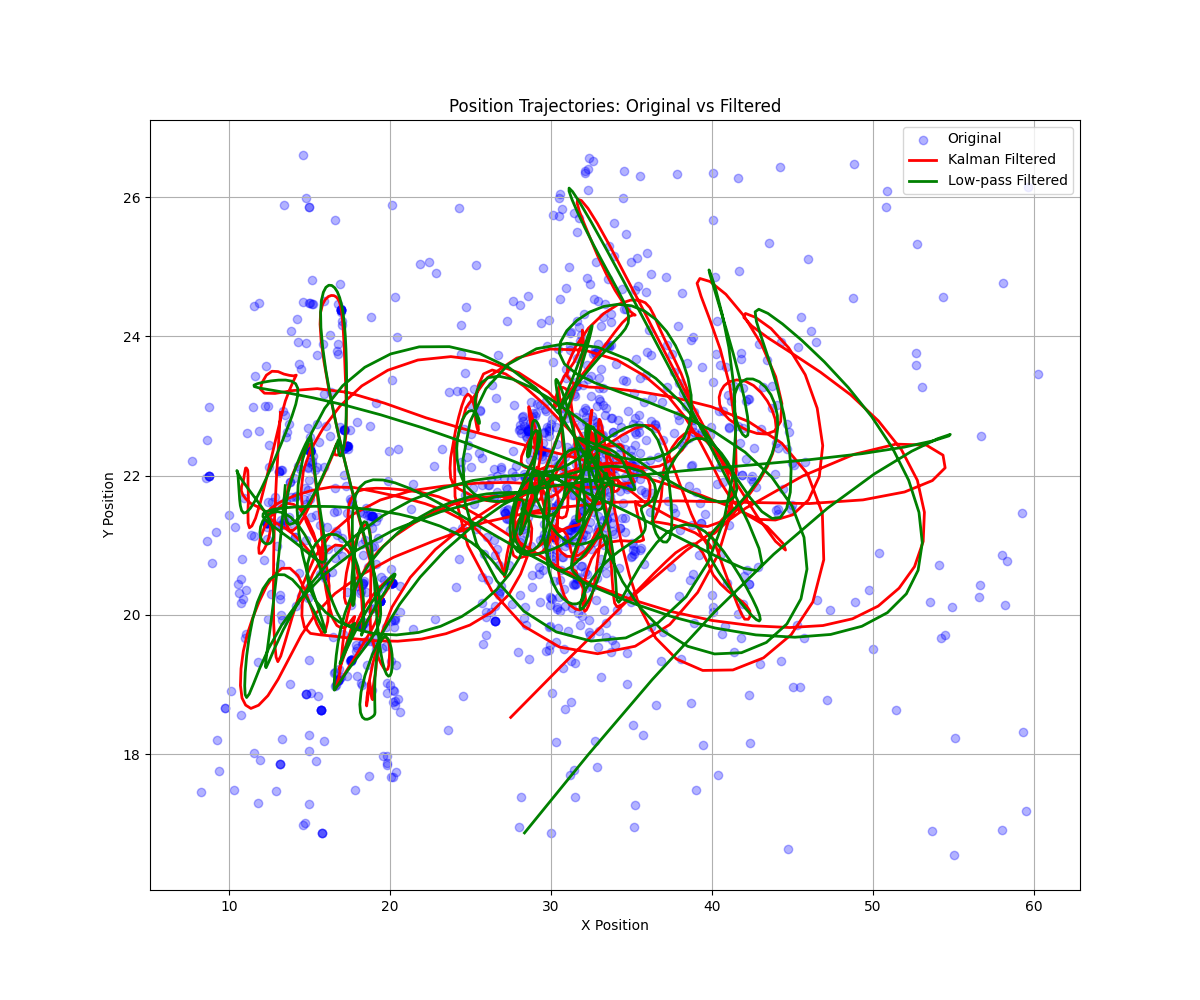 Position Trajectories: Original vs Filtered
Original
Kalman Filtered
Low-pass Filtered
26
24
22
20
18
Y Position
10 20 30 40 50 60
X Position